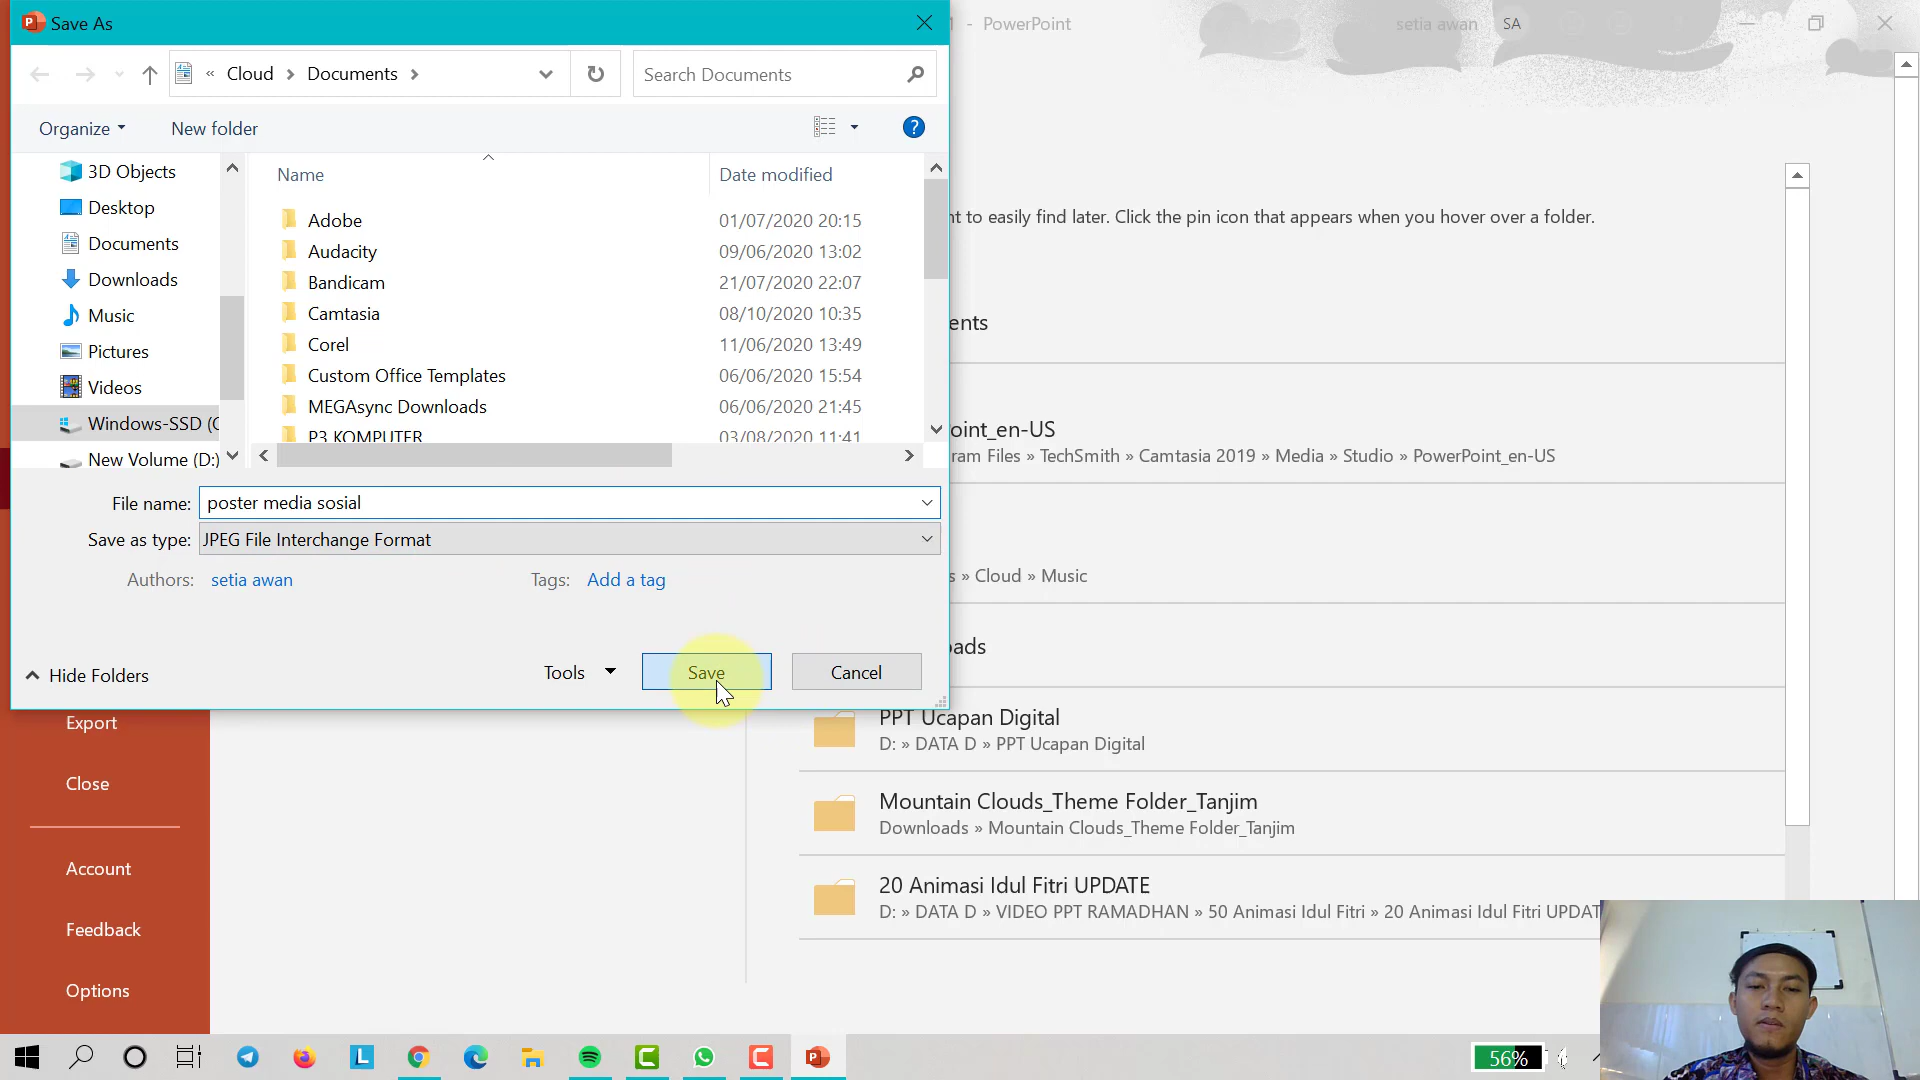 Save As
- PowerPoint
setia awan
SA
« Cloud > Documents >
Search Documents
Organize
New folder
3D Objects
Desktop
Documents
Downloads
Music
Pictures
Videos
Windows-SSD (C
New Volume (D:)
Name
Date modified
Adobe 01/07/2020 20:15
Audacity 09/06/2020 13:02
Bandicam 21/07/2020 22:07
Camtasia 08/10/2020 10:35
Corel 11/06/2020 13:49
Custom Office Templates 06/06/2020 15:54
MEGAsync Downloads 06/06/2020 21:45
P3 KOMPUTER 03/08/2020 11:41
File name: poster media sosial
Save as type: JPEG File Interchange Format
Authors: setia awan
Tags: Add a tag
Hide Folders
Tools
Save
Cancel
nt to easily find later. Click the pin icon that appears when you hover over a folder.
ents
oint_en-US
ram Files » TechSmith » Camtasia 2019 » Media » Studio » PowerPoint_en-US
s » Cloud » Music
oads
PPT Ucapan Digital
D: » DATA D » PPT Ucapan Digital
Mountain Clouds_Theme Folder_Tanjim
Downloads » Mountain Clouds_Theme Folder_Tanjim
20 Animasi Idul Fitri UPDATE
D: » DATA D » VIDEO PPT RAMADHAN » 50 Animasi Idul Fitri » 20 Animasi Idul Fitri UPDAT
Export
Close
Account
Feedback
Options
56%